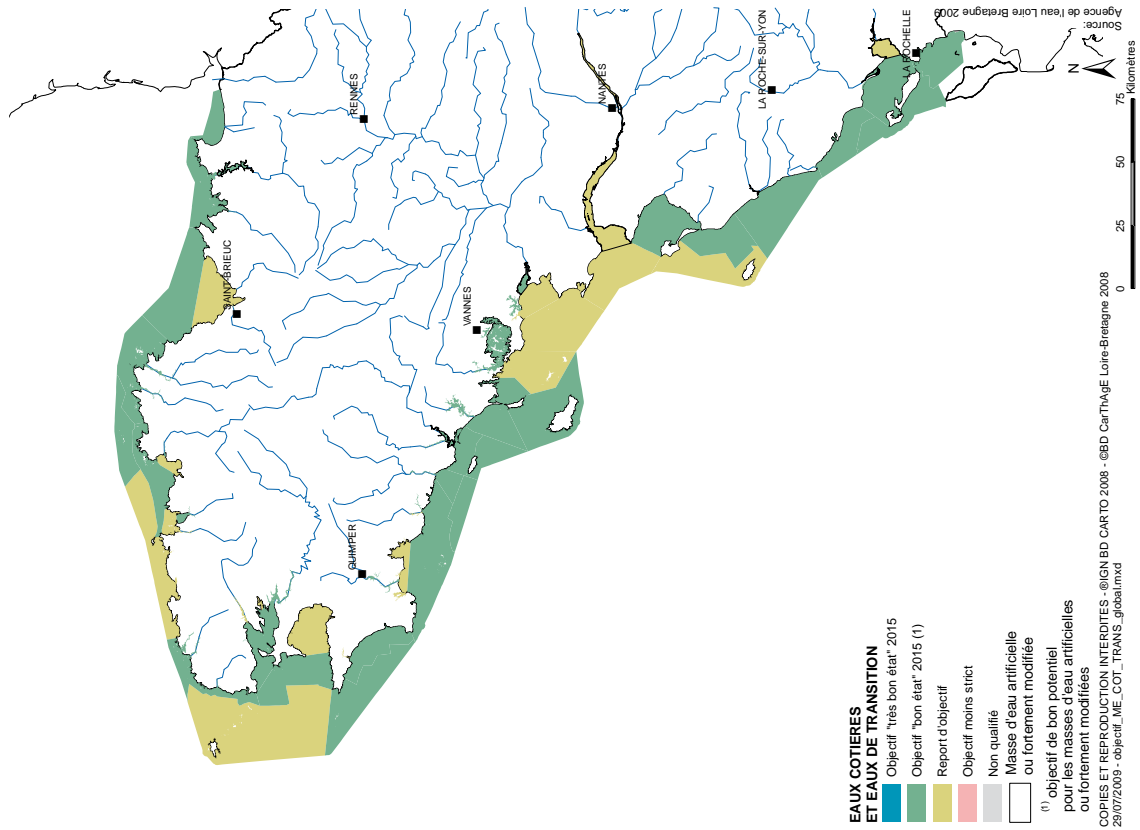 Source:
Agence de l'eau Loire Bretagne 2009
RENNES
SAINT-BRIEUC
VANNES
QUIMPER
NANTES
LA ROCHE-SUR-YON
LA ROCHELLE
N
0 25 50 75
Kilomètres
EAUX COTIERES
ET EAUX DE TRANSITION
Objectif "très bon état" 2015
Objectif "bon état" 2015 (1)
Report d'objectif
Objectif moins strict
Non qualifié
Masse d'eau artificielle
ou fortement modifiée
(1) objectif de bon potentiel
pour les masses d'eau artificielles
ou fortement modifiées
COPIES ET REPRODUCTION INTERDITES - ©IGN BD CARTO 2008 - ©BD CarThAgE Loire-Bretagne 2008
29/07/2009 - objectif_ME_COT_TRANS_global.mxd